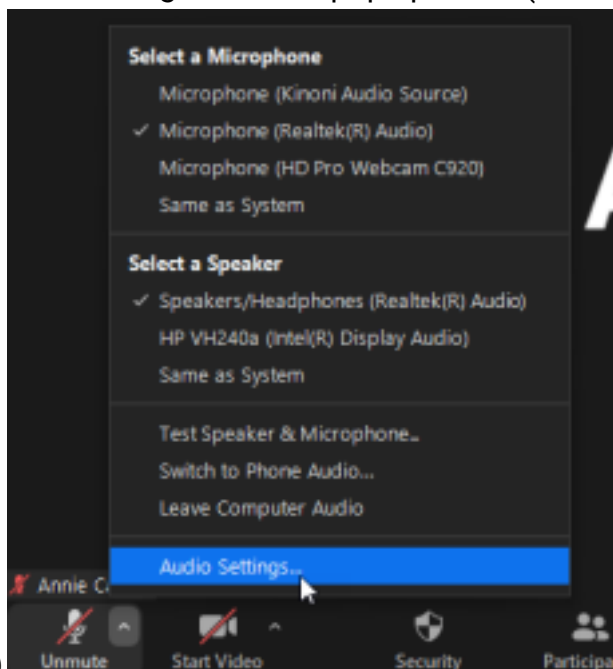 Select a Microphone
Microphone (Kinoni Audio Source)
✓ Microphone (Realtek(R) Audio)
Microphone (HD Pro Webcam C920)
Same as System
Select a Speaker
✓ Speakers/Headphones (Realtek(R) Audio)
HP VH240a (Intel(R) Display Audio)
Same as System
Test Speaker & Microphone...
Switch to Phone Audio...
Leave Computer Audio
Audio Settings...
Annie C
Unmute Start Video Security Participa